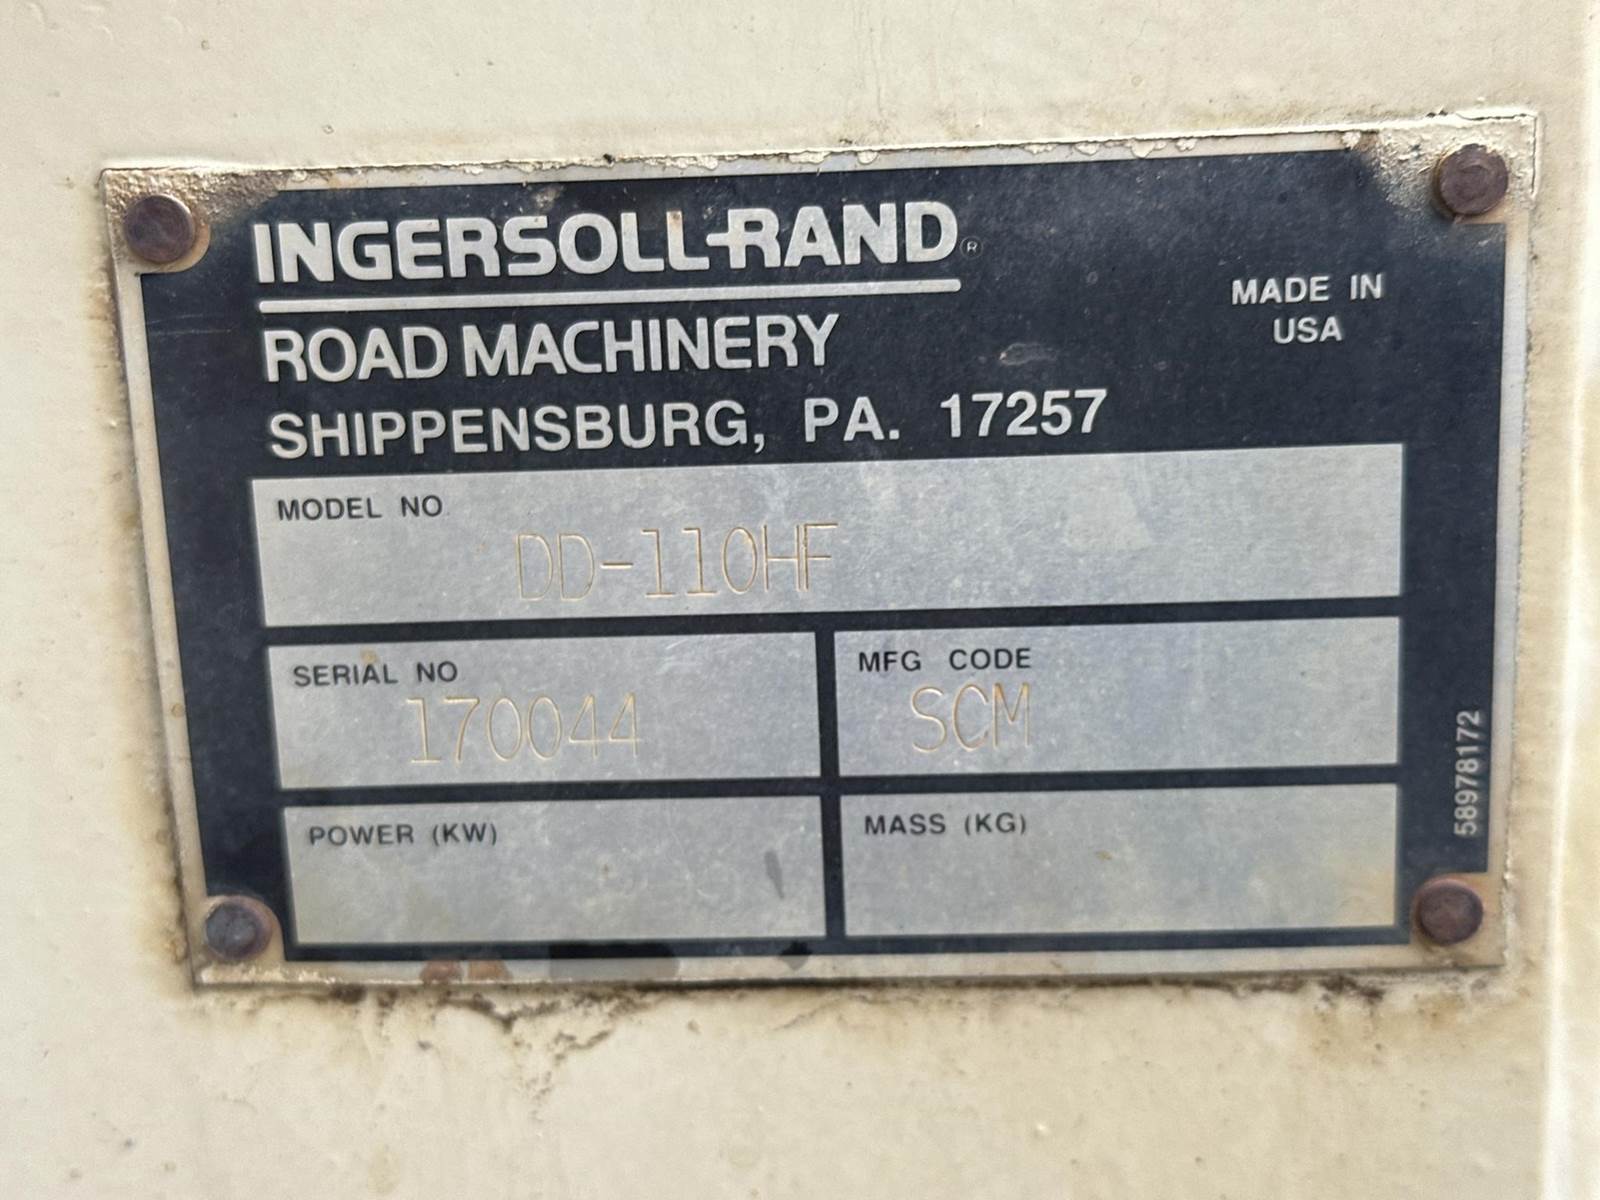 INGERSOLL-RAND®
ROAD MACHINERY
SHIPPENSBURG, PA. 17257
MADE IN
USA
MODEL NO
DD-110HF
SERIAL NO
170044
MFG CODE
SCM
POWER (KW)
MASS (KG)
58978172